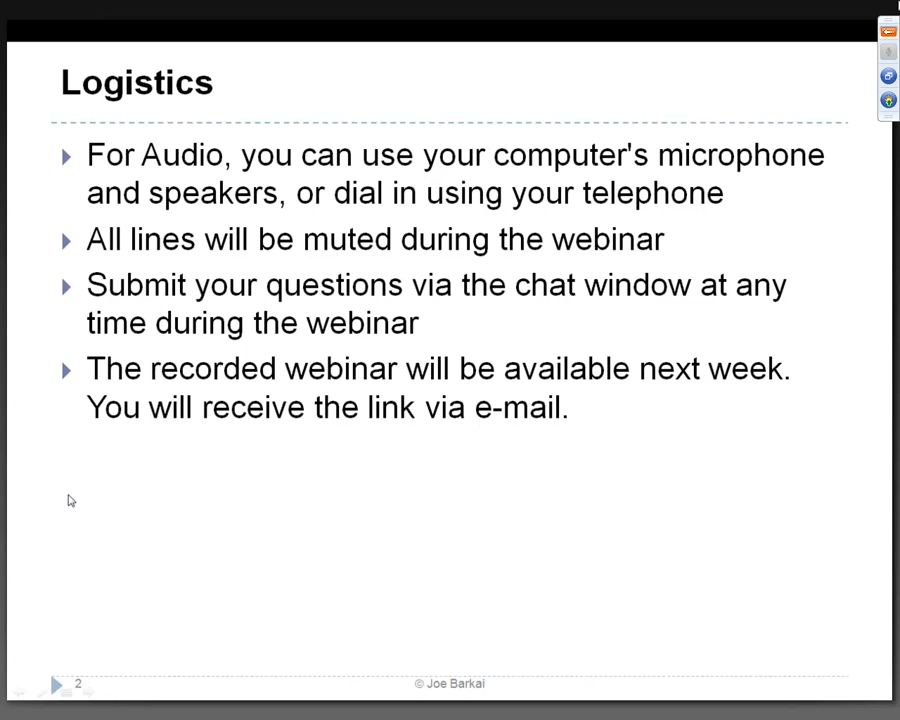 Logistics
For Audio, you can use your computer's microphone
and speakers, or dial in using your telephone
All lines will be muted during the webinar
Submit your questions via the chat window at any
time during the webinar
The recorded webinar will be available next week.
You will receive the link via e-mail.
2
© Joe Barkai